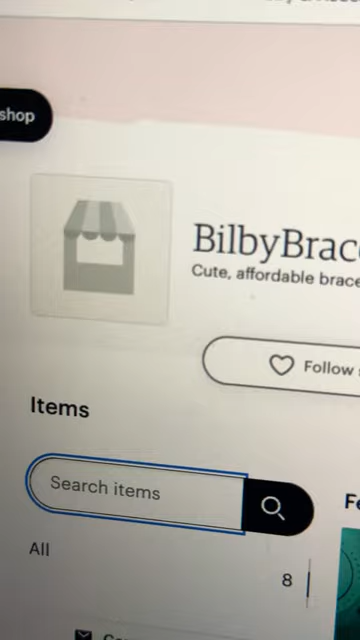 shop
BilbyBrac
Cute, affordable brace
Follow
Items
Search items
All
8